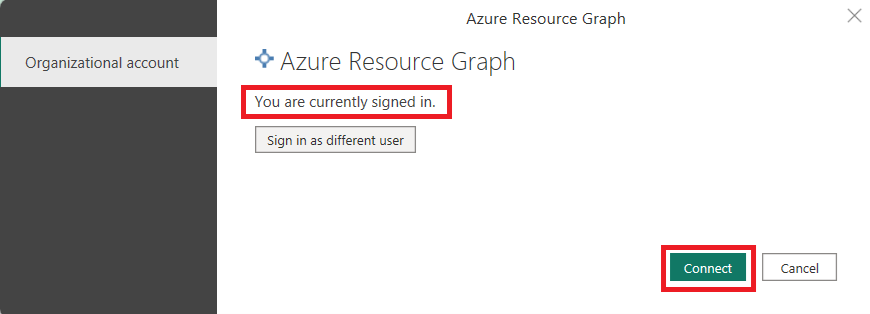 Azure Resource Graph
Organizational account
Azure Resource Graph
You are currently signed in.
Sign in as different user
Connect
Cancel